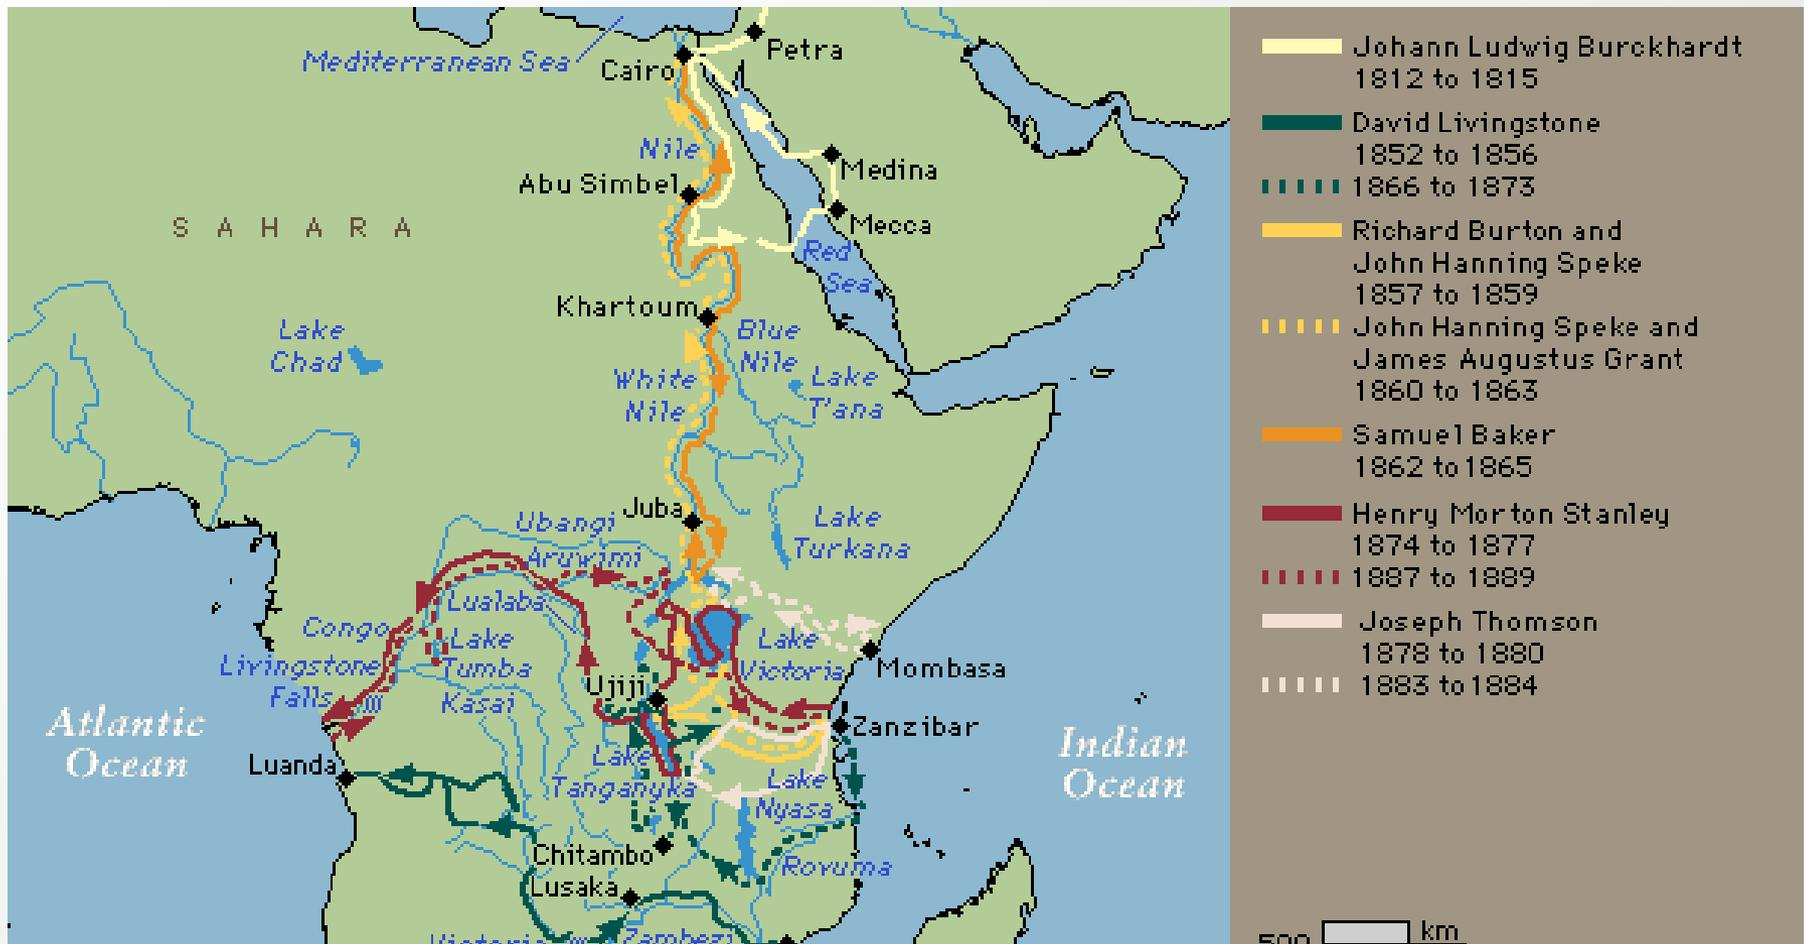 Mediterranean Sea
Cairo
Petra
Nile
Medina
Abu Simbel
Mecca
SAHARA
Red
Sea
Khartoum
Lake
Chad
Blue
Nile
White
Nile
Lake
T'ana
Juba
Ubangi
Lake
Turkana
Aruwimi
Lualaba
Congo
Lake
Tumba
Lake
Victoria
Mombasa
Livingstone
Falls
Kasai
Ujiji
Atlantic
Ocean
Zanzibar
Indian
Ocean
Luanda
Lake
Tanganyka
Lake
Nyasa
Chitambo
Rovuma
Lusaka
Victoria
Zambezi
Johann Ludwig Burckhardt
1812 to 1815
David Livingstone
1852 to 1856
1866 to 1873
Richard Burton and
John Hanning Speke
1857 to 1859
John Hanning Speke and
James Augustus Grant
1860 to 1863
Samuel Baker
1862 to 1865
Henry Morton Stanley
1874 to 1877
1887 to 1889
Joseph Thomson
1878 to 1880
1883 to 1884
500 km